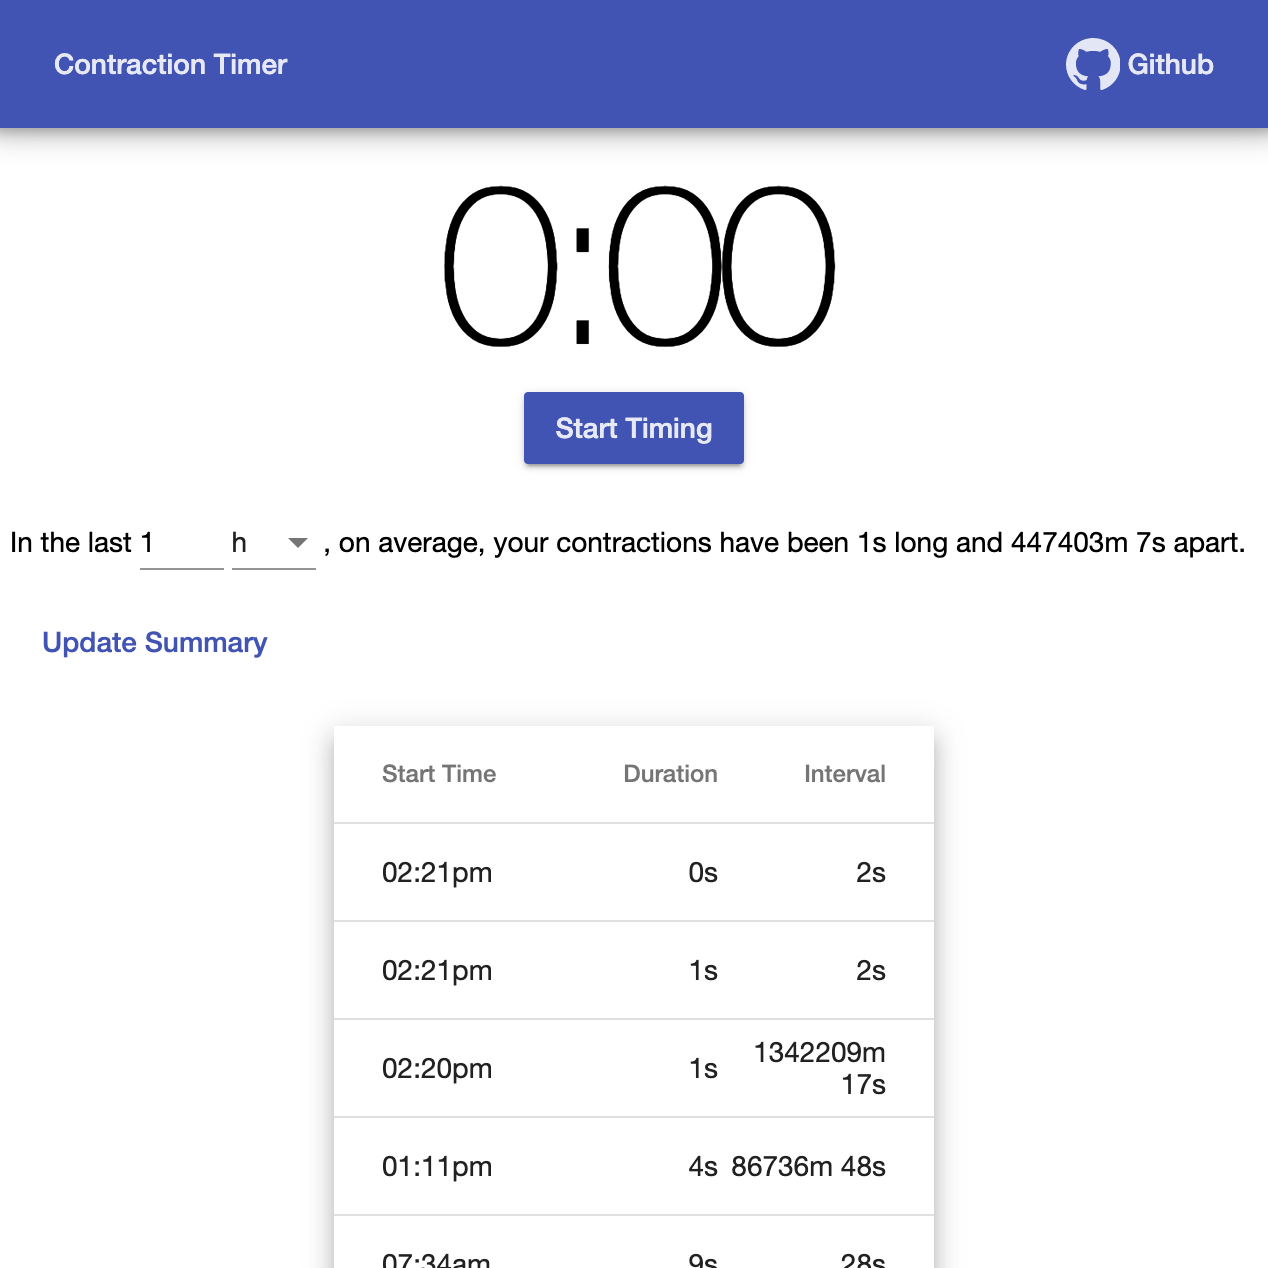 Contraction Timer Github
0:00
Start Timing
In the last 1 h , on average, your contractions have been 1s long and 447403m 7s apart.
Update Summary
Start Time Duration Interval
02:21pm 0s 2s
02:21pm 1s 2s
02:20pm 1s 1342209m
17s
01:11pm 4s 86736m 48s
07:34am 9s 28s